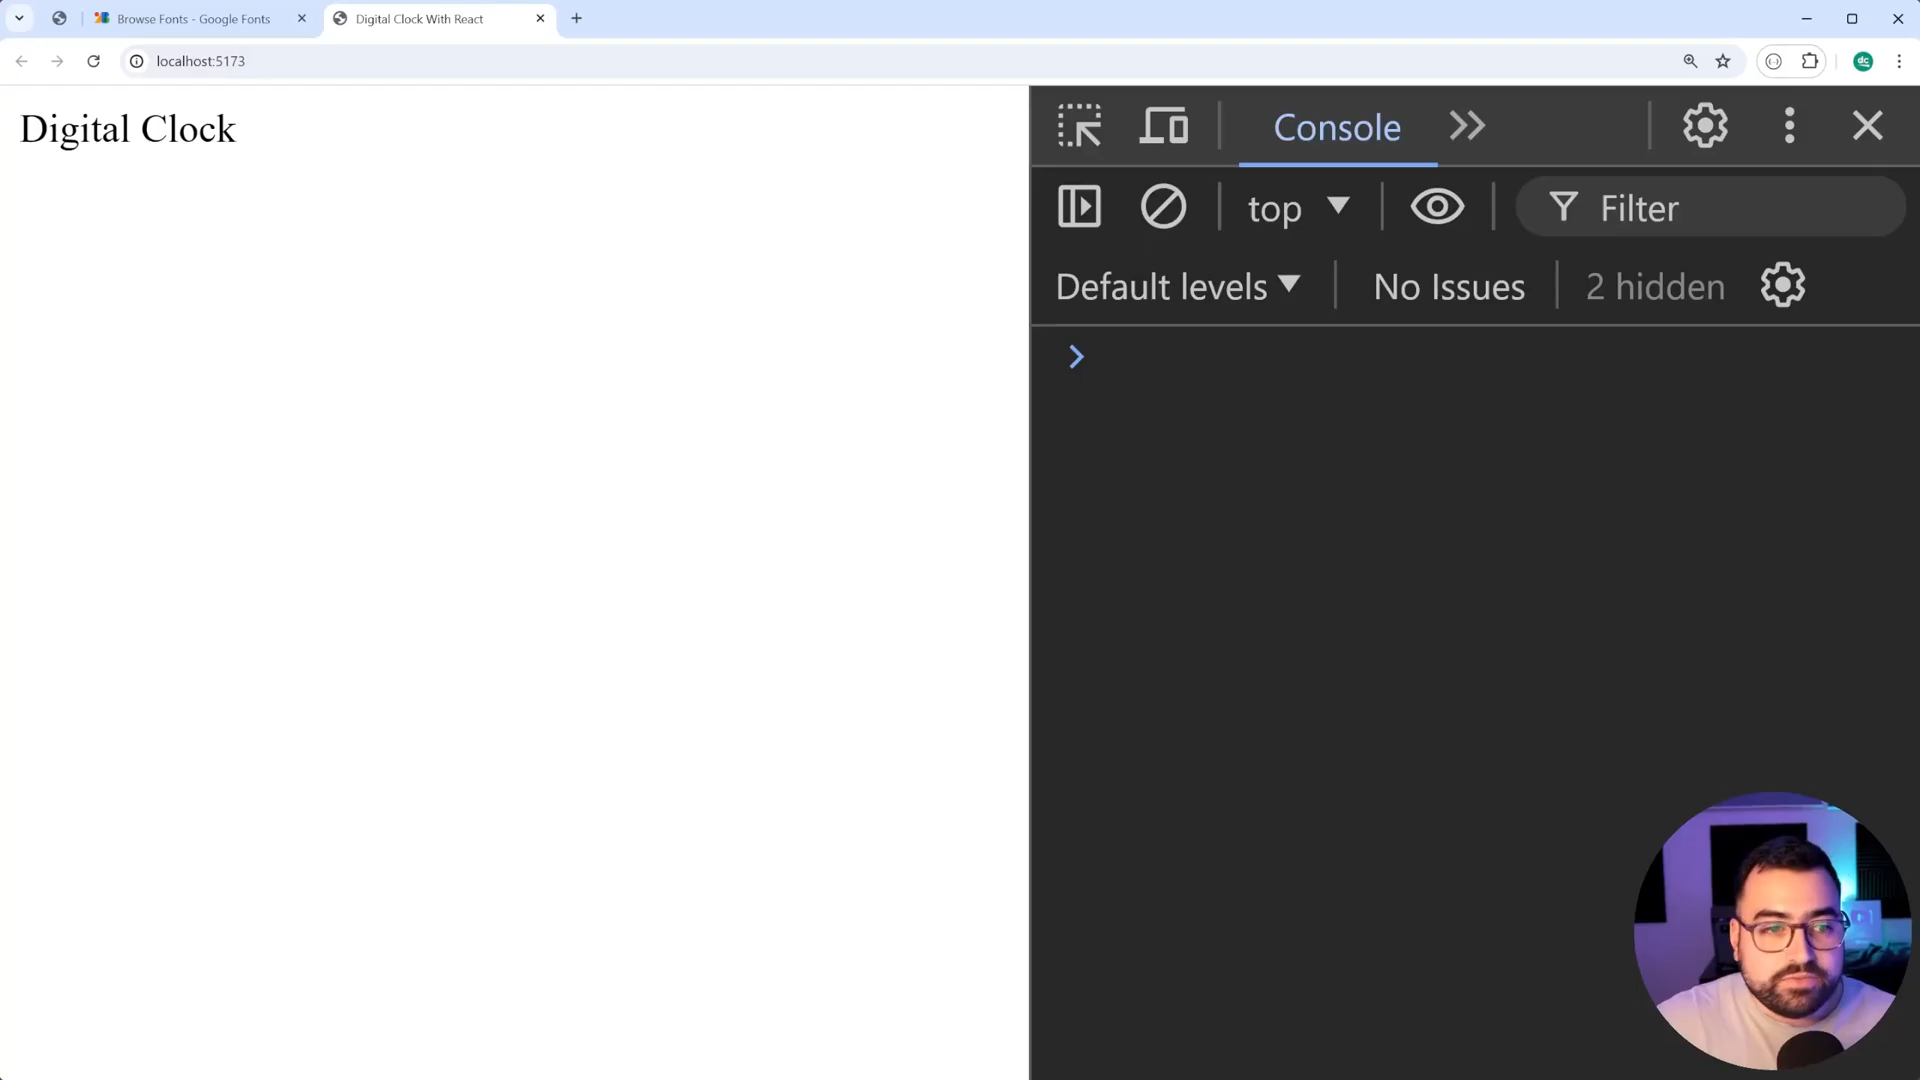 Browse Fonts - Google Fonts
Digital Clock With React
localhost:5173
dc
Digital Clock
Console
top
Filter
Default levels
No Issues
2 hidden